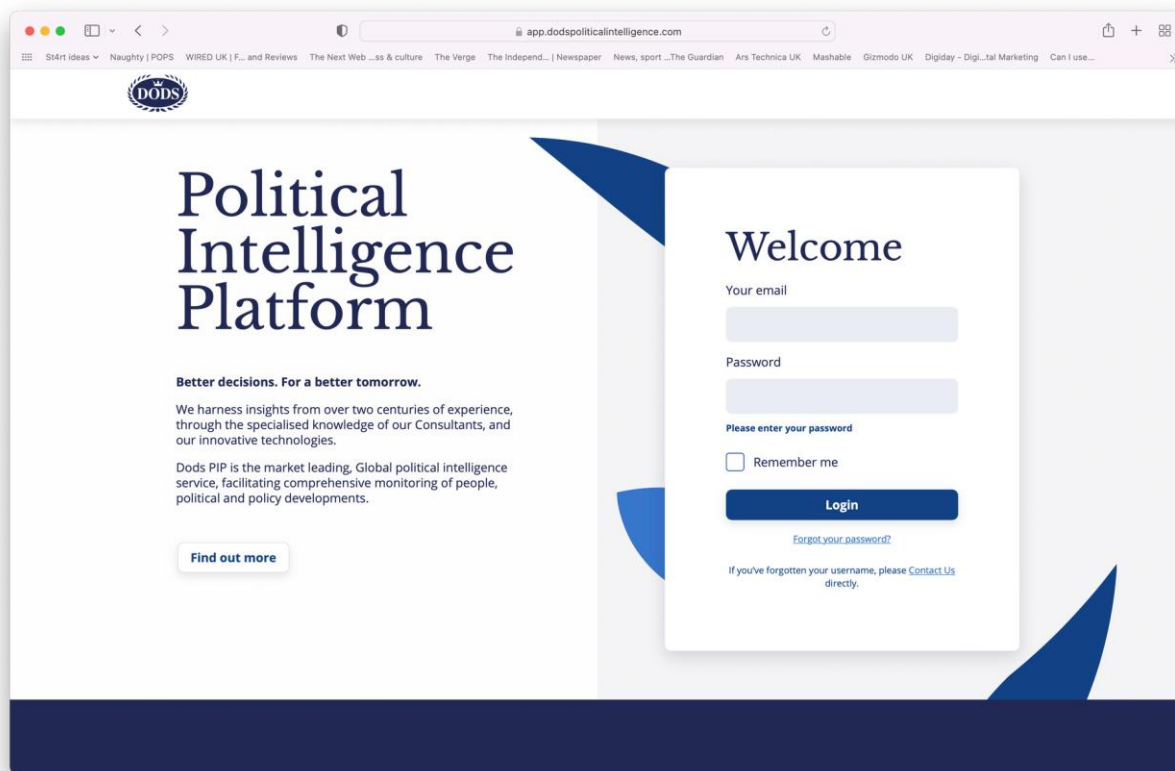 app.dodspoliticalintelligence.com
St4rt ideas Naughty | POPS WIRED UK | F... and Reviews The Next Web ...ss & culture The Verge The Independ... | Newspaper News, sport ...The Guardian Ars Technica UK Mashable Gizmodo UK Digiday - Digi...tal Marketing Can I use...
DODS
Political
Intelligence
Platform
Better decisions. For a better tomorrow.
We harness insights from over two centuries of experience,
through the specialised knowledge of our Consultants, and
our innovative technologies.
Dods PIP is the market leading, Global political intelligence
service, facilitating comprehensive monitoring of people,
political and policy developments.
Find out more
Welcome
Your email
Password
Please enter your password
Remember me
Login
Forgot your password?
If you've forgotten your username, please Contact Us
directly.